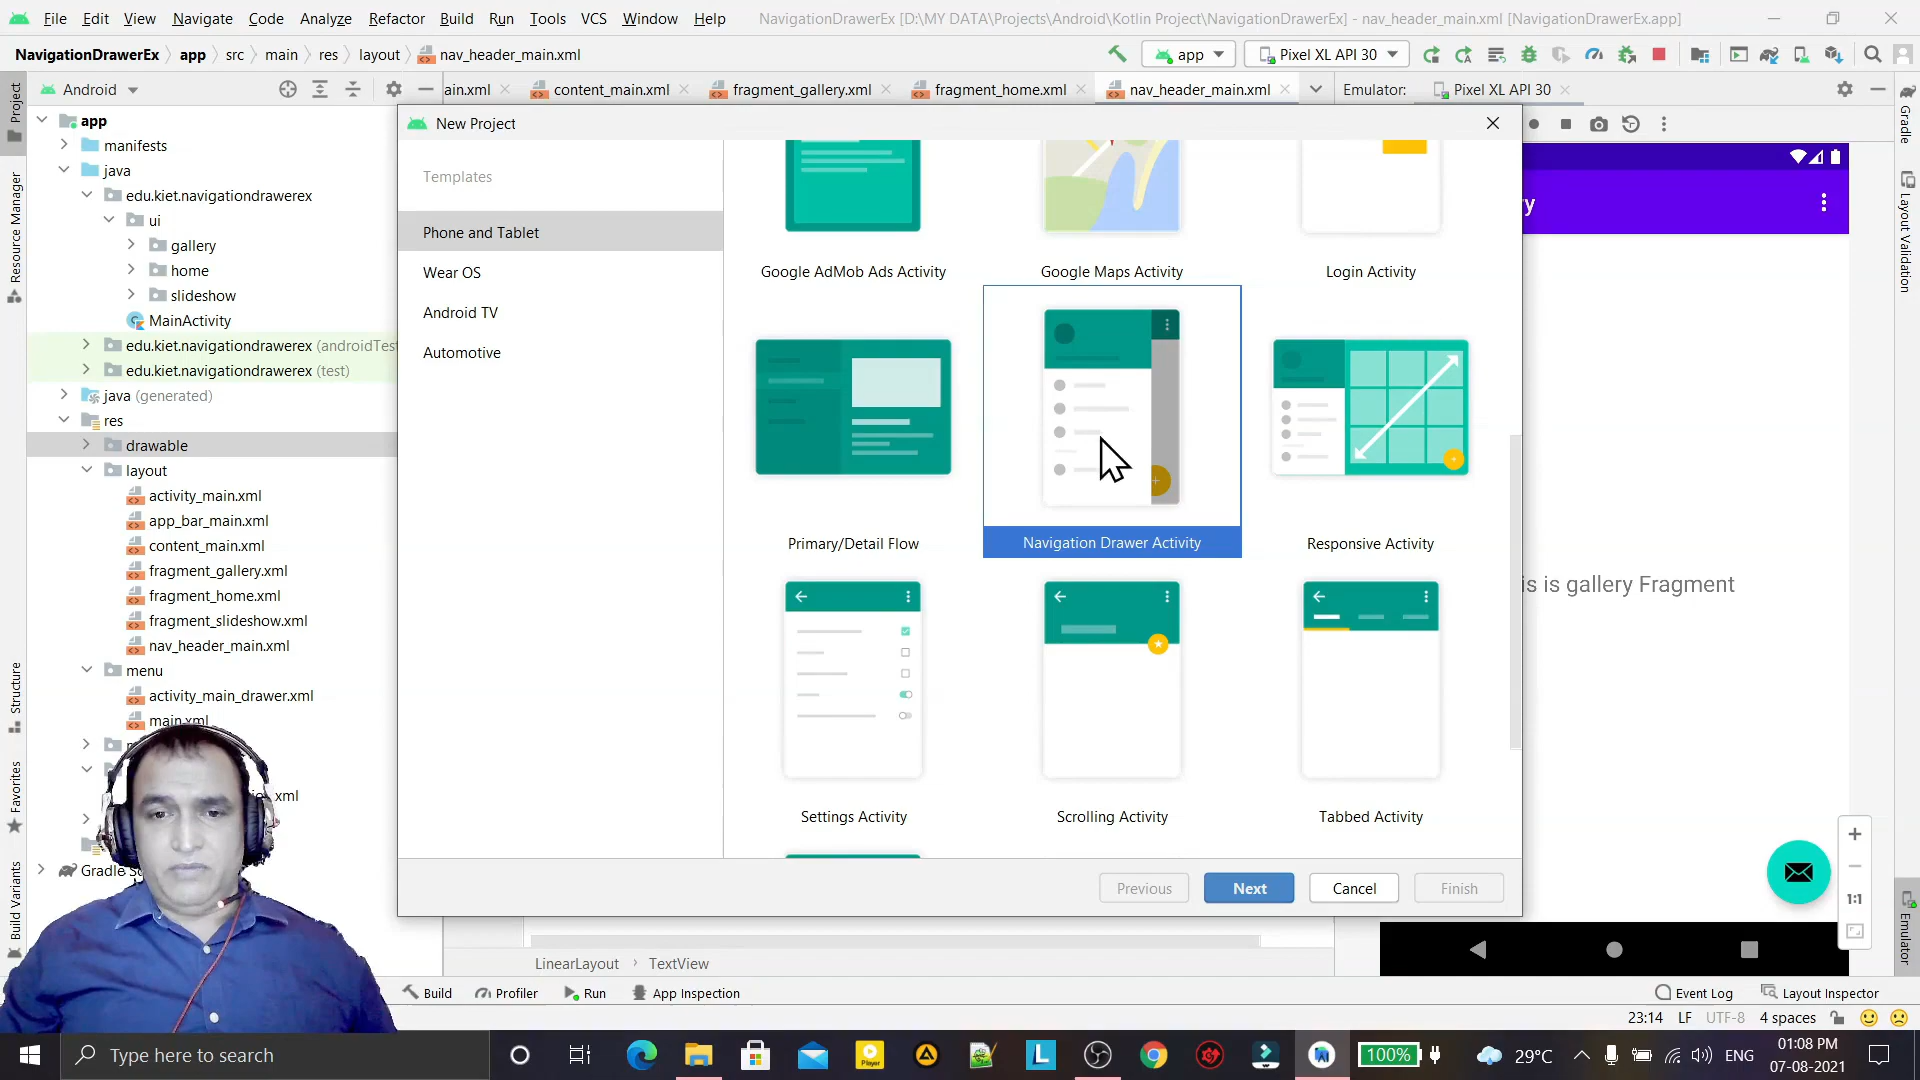 File Edit View Navigate Code Analyze Refactor Build Run Tools VCS Window Help NavigationDrawerEx [D:\MY DATA\Projects\Android\Kotlin Project\NavigationDrawerEx] - nav_header_main.xml [NavigationDrawerEx.app]
NavigationDrawerEx app src main res layout nav_header_main.xml app Pixel XL API 30
Android ain.xml content_main.xml fragment_gallery.xml fragment_home.xml nav_header_main.xml Emulator: Pixel XL API 30
Project
Resource Manager
Structure
Favorites
Build Variants
app
manifests
java
edu.kiet.navigationdrawerex
ui
gallery
home
slideshow
MainActivity
edu.kiet.navigationdrawerex (androidTest
edu.kiet.navigationdrawerex (test)
java (generated)
res
drawable
layout
activity_main.xml
app_bar_main.xml
content_main.xml
fragment_gallery.xml
fragment_home.xml
fragment_slideshow.xml
nav_header_main.xml
menu
activity_main_drawer.xml
main.xml
.xml
Gradle Sc
New Project
Templates
Phone and Tablet
Wear OS
Android TV
Automotive
Google AdMob Ads Activity Google Maps Activity Login Activity
Primary/Detail Flow Navigation Drawer Activity Responsive Activity
Settings Activity Scrolling Activity Tabbed Activity
Previous Next Cancel Finish
ry
is is gallery Fragment
1:1
Gradle
Layout Validation
Emulator
LinearLayout TextView
Build Profiler Run App Inspection Event Log Layout Inspector
23:14 LF UTF-8 4 spaces
Type here to search
Player
L
100% 29°C ENG
01:08 PM
07-08-2021